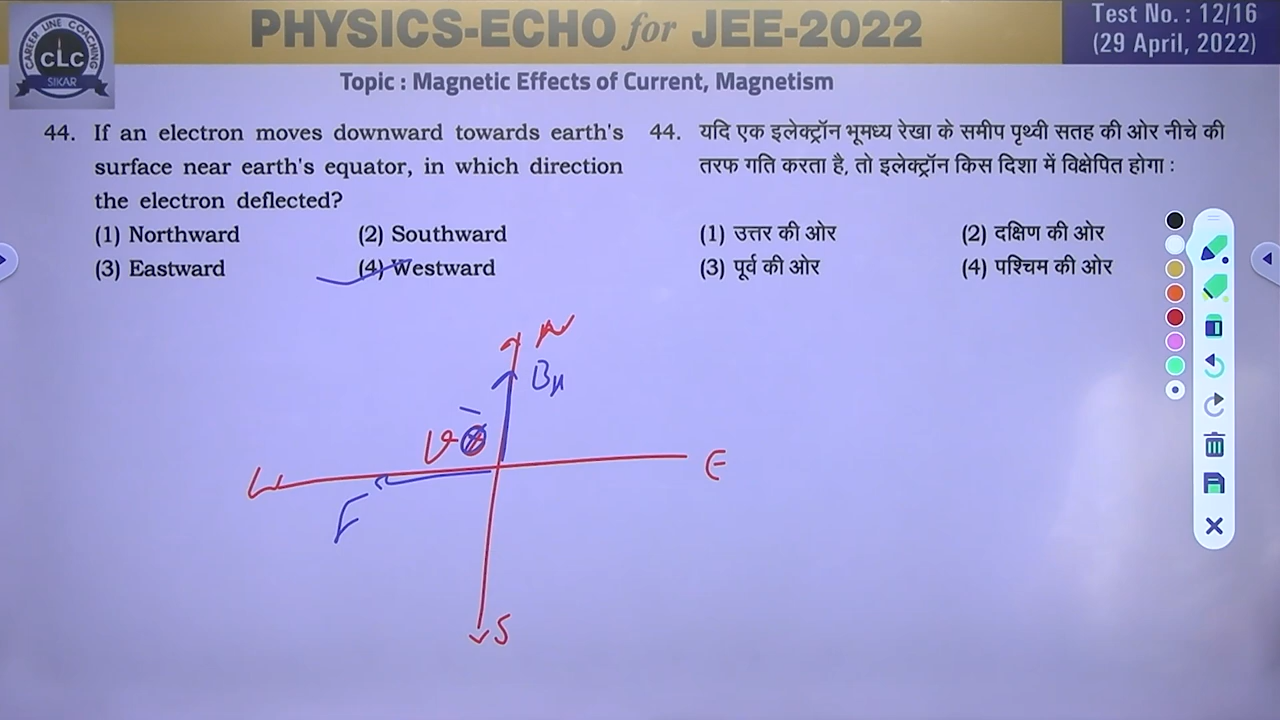 PHYSICS-ECHO for JEE-2022
Test No. : 12/16
(29 April, 2022)
CAREER LINE COACHING
CLC
SIKAR
Topic : Magnetic Effects of Current, Magnetism
44. If an electron moves downward towards earth's
surface near earth's equator, in which direction
the electron deflected?
(1) Northward (2) Southward
(3) Eastward (4) Westward
44. यदि एक इलेक्ट्रॉन भूमध्य रेखा के समीप पृथ्वी सतह की ओर नीचे की
तरफ गति करता है, तो इलेक्ट्रॉन किस दिशा में विक्षेपित होगा :
(1) उत्तर की ओर (2) दक्षिण की ओर
(3) पूर्व की ओर (4) पश्चिम की ओर
N
BH
V
W
E
F
S